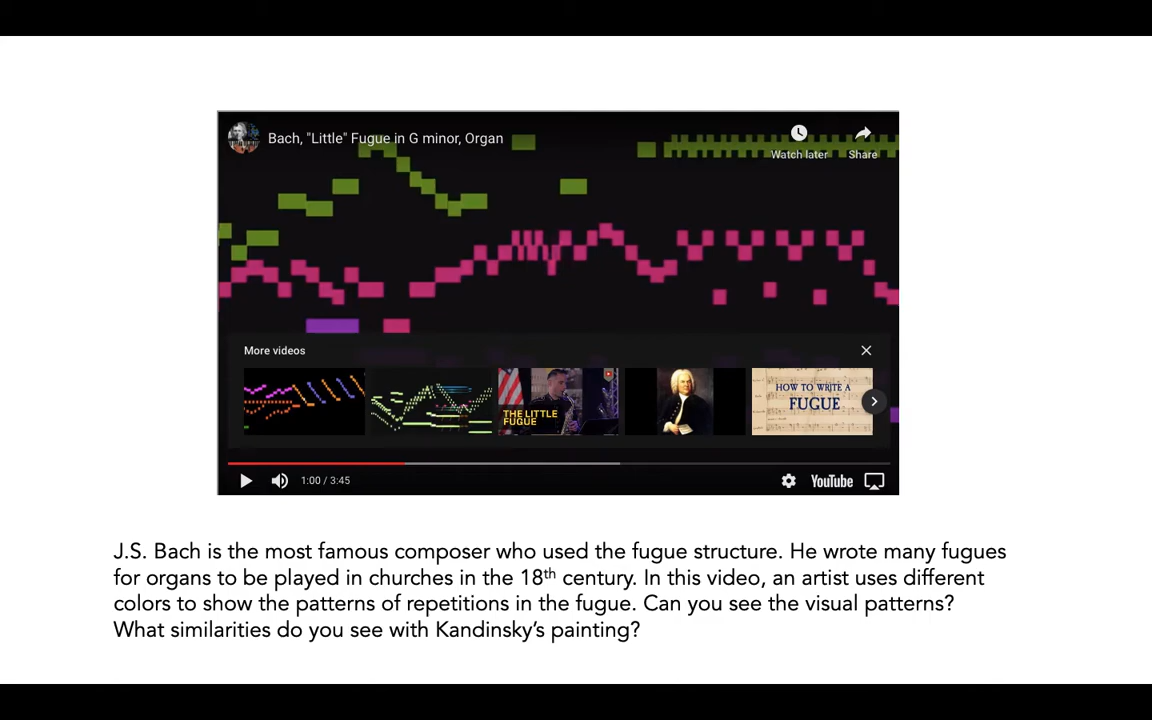 Bach, "Little" Fugue in G minor, Organ
Watch later
Share
More videos
THE LITTLE
FUGUE
HOW TO WRITE A
FUGUE
1:00 / 3:45
YouTube
J.S. Bach is the most famous composer who used the fugue structure. He wrote many fugues
for organs to be played in churches in the 18th century. In this video, an artist uses different
colors to show the patterns of repetitions in the fugue. Can you see the visual patterns?
What similarities do you see with Kandinsky’s painting?